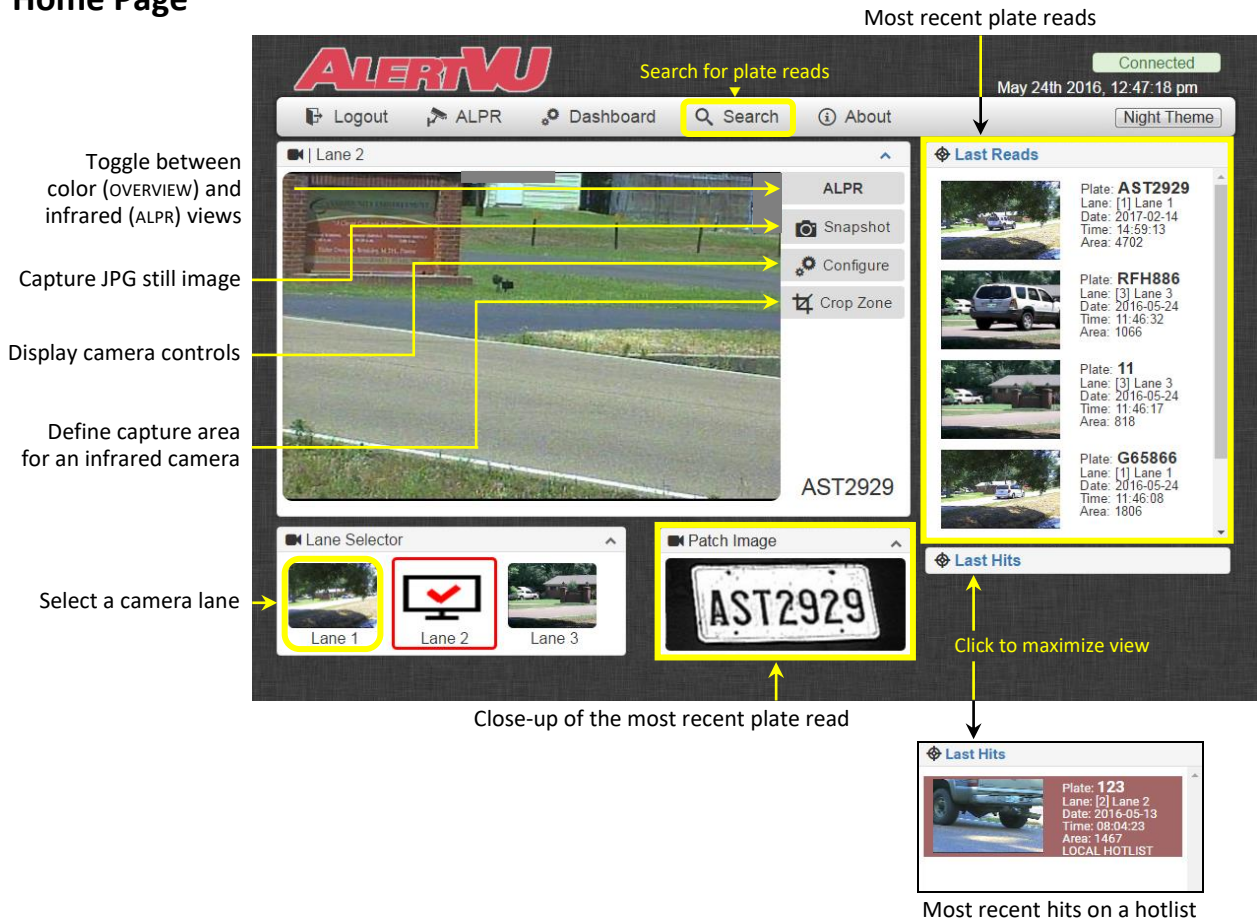 Home Page
Most recent plate reads
ALERTVU
Search for plate reads
Connected
May 24th 2016, 12:47:18 pm
Logout
ALPR
Dashboard
Search
About
Night Theme
Toggle between
color (OVERVIEW) and
infrared (ALPR) views
Capture JPG still image
Display camera controls
Define capture area
for an infrared camera
Select a camera lane
| Lane 2
ALPR
Snapshot
Configure
Crop Zone
AST2929
Last Reads
Plate: AST2929
Lane: [1] Lane 1
Date: 2017-02-14
Time: 14:59:13
Area: 4702
Plate: RFH886
Lane: [3] Lane 3
Date: 2016-05-24
Time: 11:46:32
Area: 1066
Plate: 11
Lane: [3] Lane 3
Date: 2016-05-24
Time: 11:46:17
Area: 818
Plate: G65866
Lane: [1] Lane 1
Date: 2016-05-24
Time: 11:46:08
Area: 1806
Lane Selector
Lane 1
Lane 2
Lane 3
Patch Image
AST2929
Last Hits
Click to maximize view
Close-up of the most recent plate read
Last Hits
Plate: 123
Lane: [2] Lane 2
Date: 2016-05-13
Time: 08:04:23
Area: 1467
LOCAL HOTLIST
Most recent hits on a hotlist